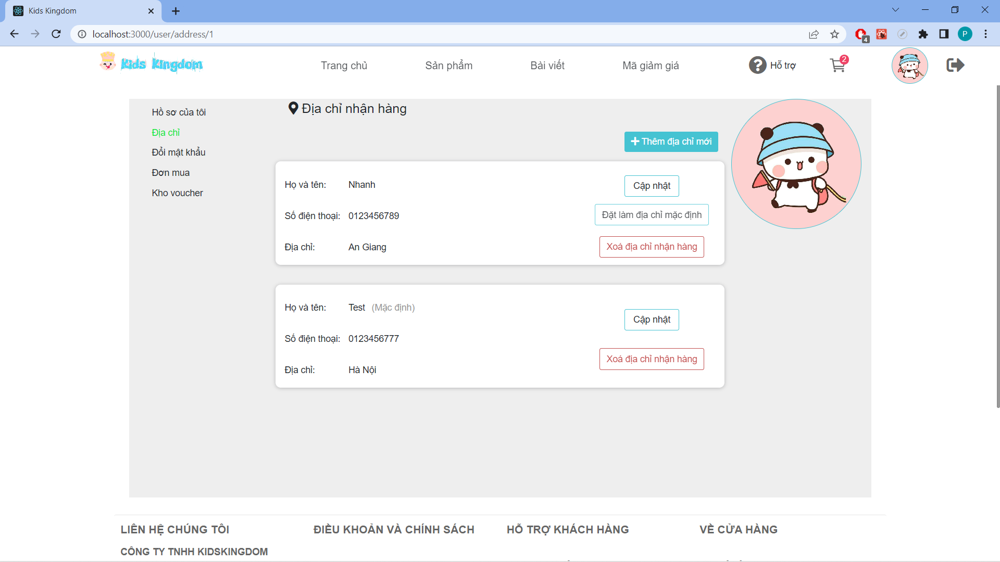 Kids Kingdom
localhost:3000/user/address/1
4
P
Kids Kingdom
Trang chủ
Sản phẩm
Bài viết
Mã giảm giá
Hỗ trợ
2
Hồ sơ của tôi
Địa chỉ
Đổi mật khẩu
Đơn mua
Kho voucher
Địa chỉ nhận hàng
Thêm địa chỉ mới
Họ và tên: Nhanh
Số điện thoại: 0123456789
Địa chỉ: An Giang
Cập nhật
Đặt làm địa chỉ mặc định
Xoá địa chỉ nhận hàng
Họ và tên: Test (Mặc định)
Số điện thoại: 0123456777
Địa chỉ: Hà Nội
Cập nhật
Xoá địa chỉ nhận hàng
LIÊN HỆ CHÚNG TÔI
CÔNG TY TNHH KIDSKINGDOM
ĐIỀU KHOẢN VÀ CHÍNH SÁCH
HỖ TRỢ KHÁCH HÀNG
VỀ CỬA HÀNG